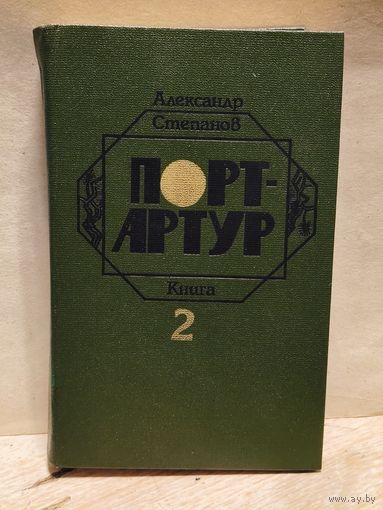 Александр
Степанов
ПОРТ-
АРТУР
Книга
2
www.ay.by